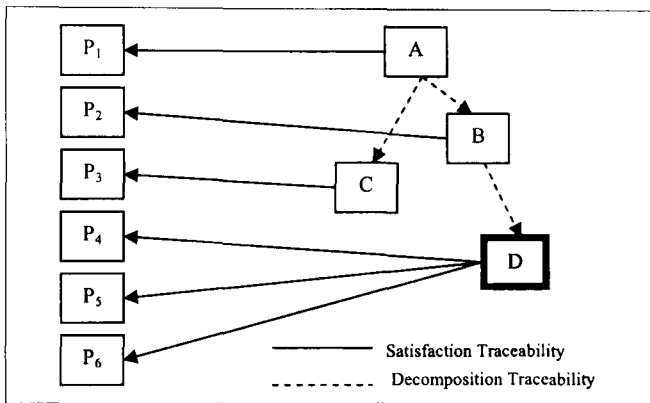 P1
A
P2
B
P3
C
P4
D
P5
P6
Satisfaction Traceability
Decomposition Traceability